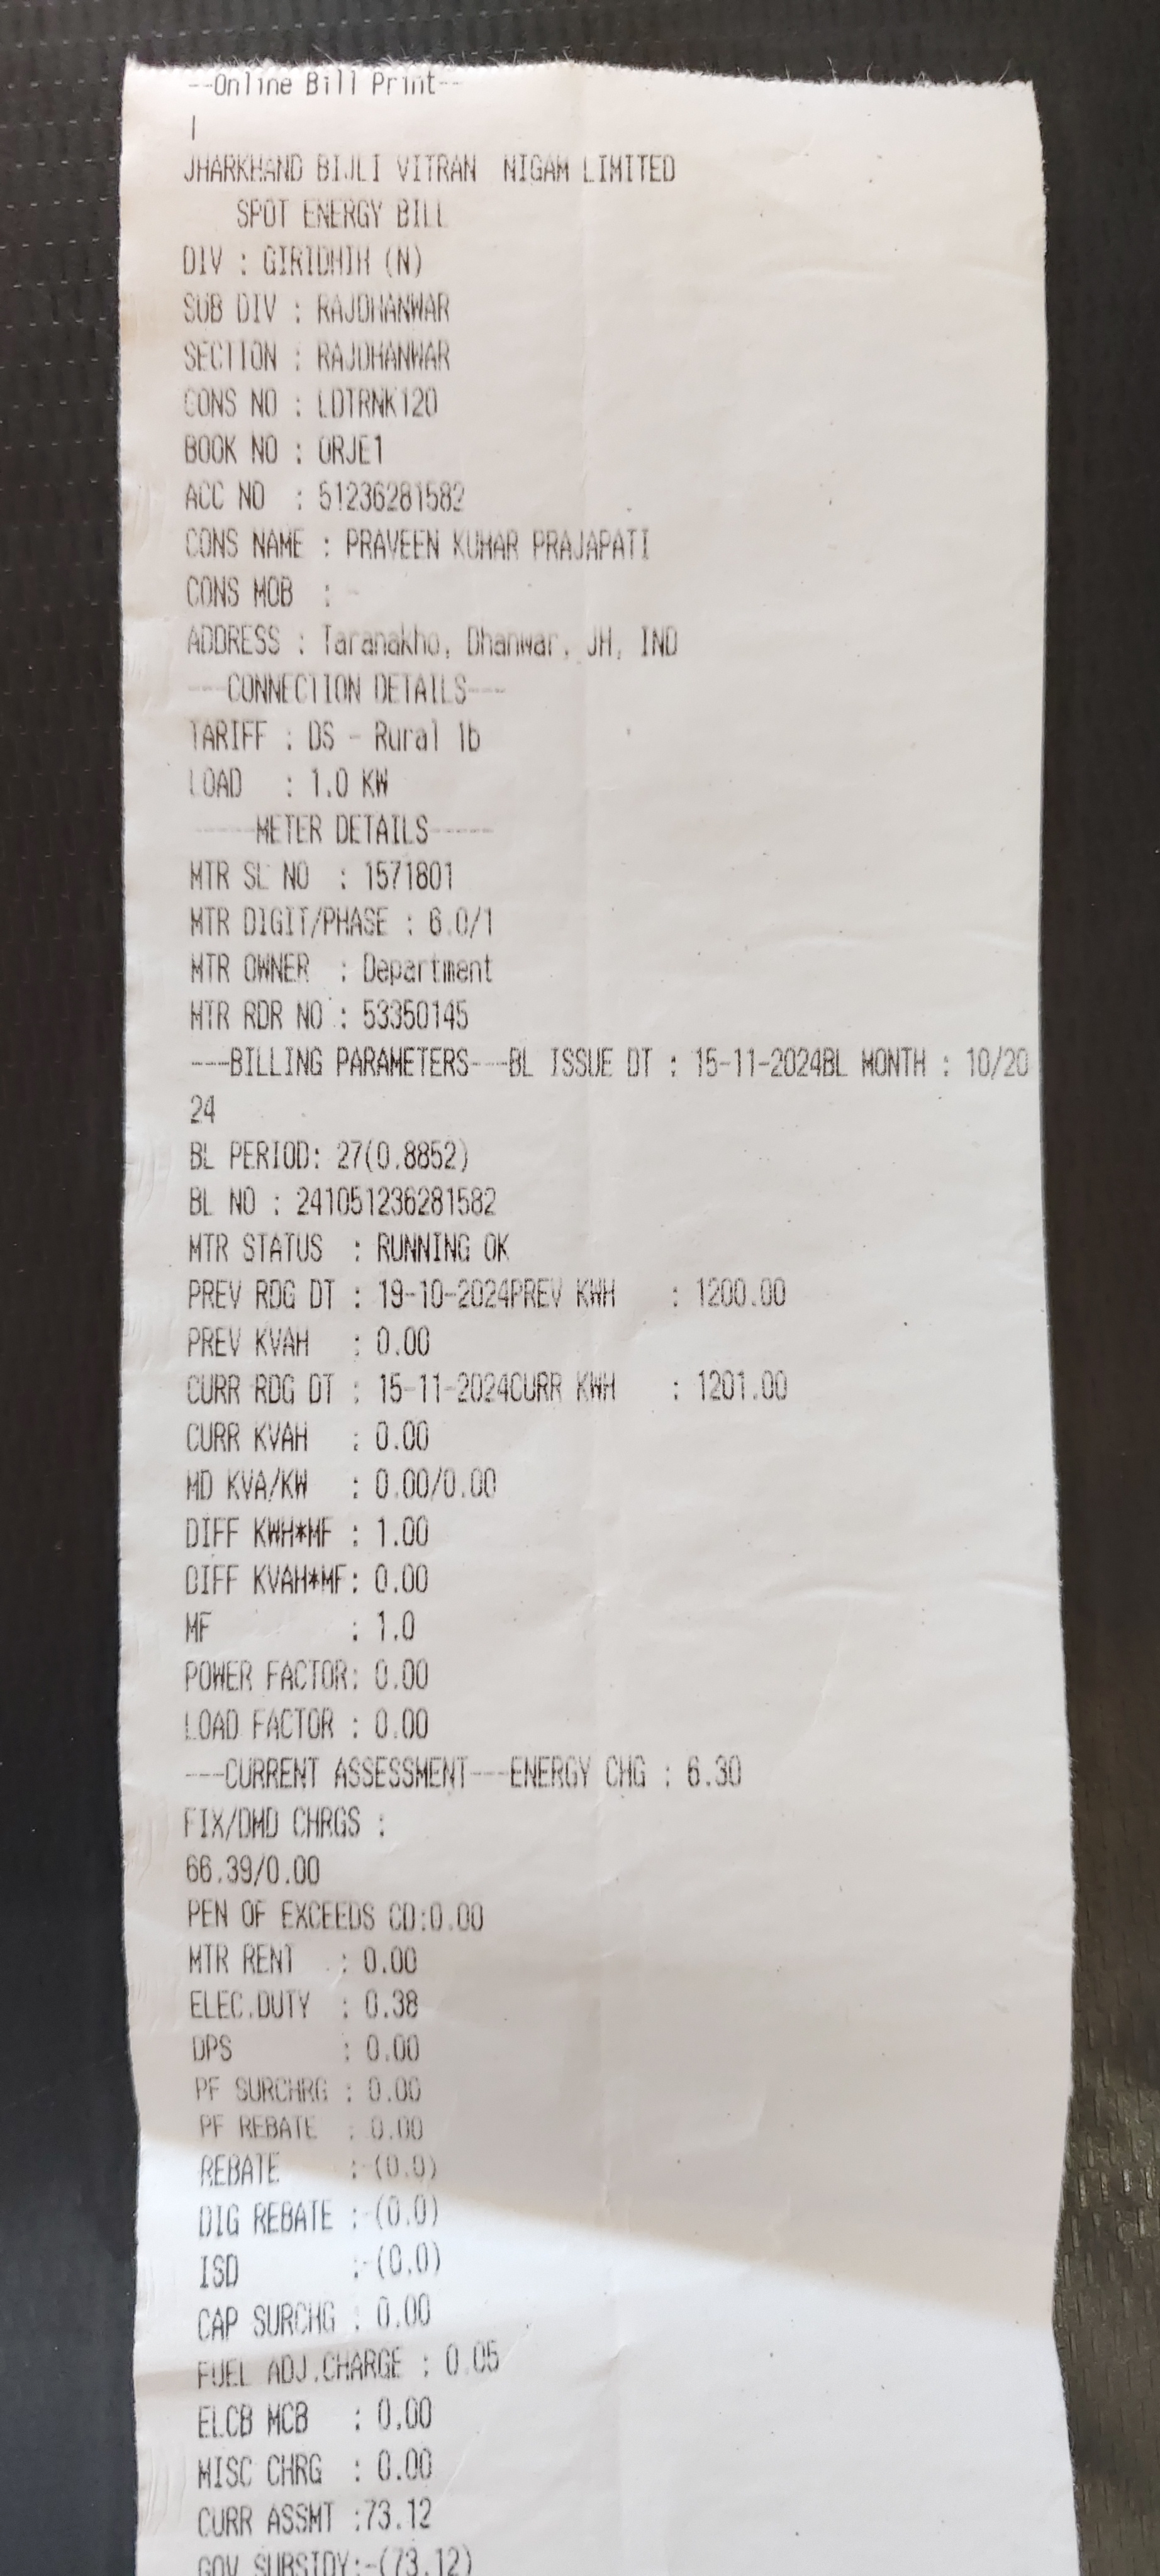 --Online Bill Print--
|
JHARKHAND BIJLI VITRAN  NIGAM LIMITED
SPOT ENERGY BILL
DIV : GIRIDHIH (N)
SUB DIV : RAJDHANWAR
SECTION : RAJDHANWAR
CONS NO : LDTRNK120
BOOK NO : ORJE1
ACC NO  : 51236281582
CONS NAME : PRAVEEN KUMAR PRAJAPATI
CONS MOB  : -
ADDRESS : Taranakho, Dhanwar, JH, IND
---CONNECTION DETAILS---
TARIFF : DS - Rural 1b
LOAD   : 1.0 KW
-----METER DETAILS-----
MTR SL NO  : 1571801
MTR DIGIT/PHASE : 6.0/1
MTR OWNER  : Department
MTR RDR NO : 53350145
---BILLING PARAMETERS---BL ISSUE DT : 15-11-2024BL MONTH : 10/20
24
BL PERIOD: 27(0.8852)
BL NO : 241051236281582
MTR STATUS  : RUNNING OK
PREV RDG DT : 19-10-2024PREV KWH    : 1200.00
PREV KVAH   : 0.00
CURR RDG DT : 15-11-2024CURR KWH    : 1201.00
CURR KVAH   : 0.00
MD KVA/KW   : 0.00/0.00
DIFF KWH*MF : 1.00
DIFF KVAH*MF: 0.00
MF          : 1.0
POWER FACTOR: 0.00
LOAD FACTOR : 0.00
---CURRENT ASSESSMENT---ENERGY CHG : 6.30
FIX/DMD CHRGS :
66.39/0.00
PEN OF EXCEEDS CD:0.00
MTR RENT   : 0.00
ELEC.DUTY  : 0.38
DPS        : 0.00
PF SURCHRG : 0.00
PF REBATE  : 0.00
REBATE     :-(0.0)
DIG REBATE :-(0.0)
ISD        :-(0.0)
CAP SURCHG : 0.00
FUEL ADJ.CHARGE : 0.05
ELCB MCB   : 0.00
MISC CHRG  : 0.00
CURR ASSMT :73.12
GOV SUBSIDY:-(73.12)